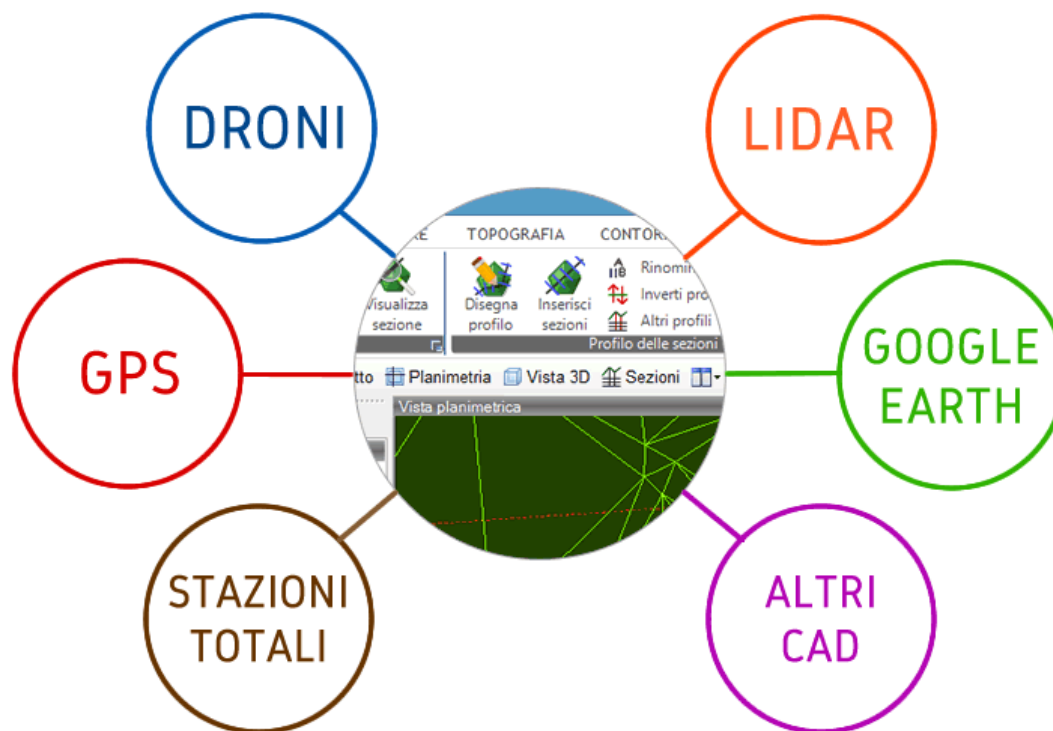 DRONI
LIDAR
TOPOGRAFIA
Visualizza
sezione
Disegna
profilo
Inserisci
sezioni
Inverti
Altri profili
Profilo delle sezioni
Planimetria
Vista 3D
Sezioni
Vista planimetrica
GPS
GOOGLE
EARTH
STAZIONI
TOTALI
ALTRI
CAD